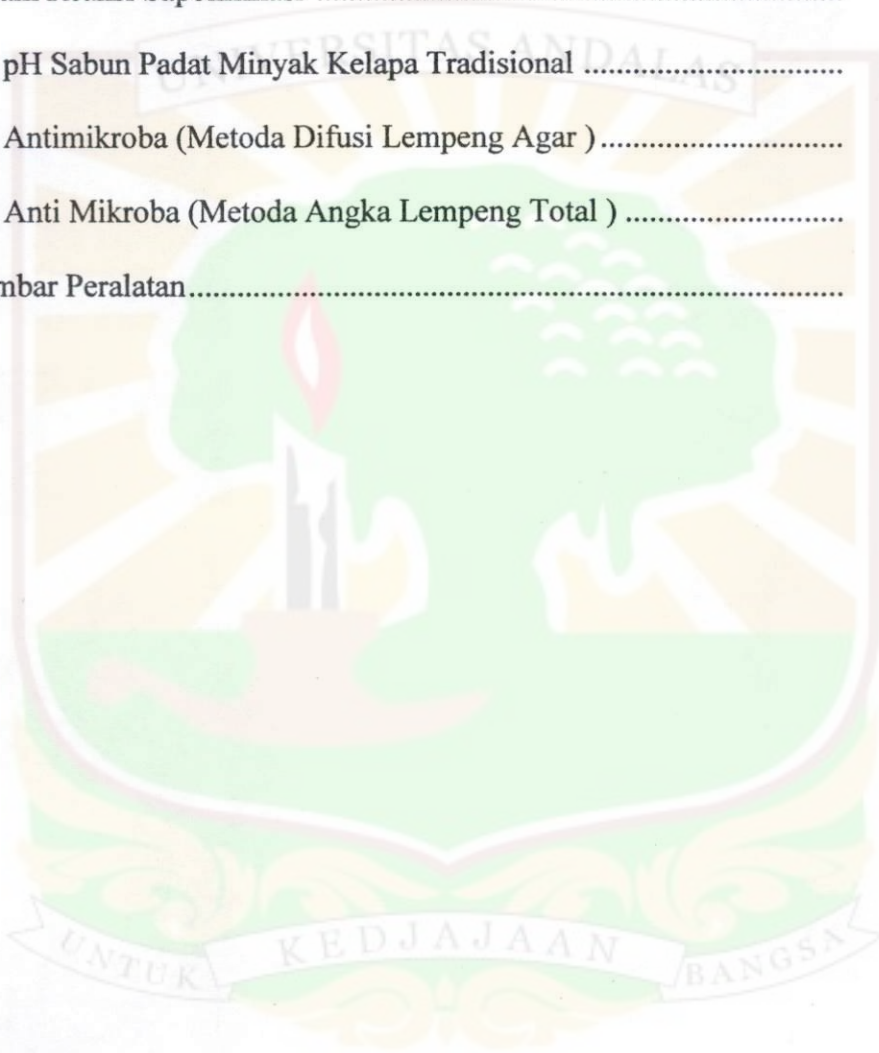 pH Sabun Padat Minyak Kelapa Tradisional ................................
Antimikroba (Metoda Difusi Lempeng Agar )..............................
Anti Mikroba (Metoda Angka Lempeng Total ) ...........................
mbar Peralatan..................................................................................
UNIVERSITAS ANDALAS
UNTUK KEDJAJAAN BANGSA